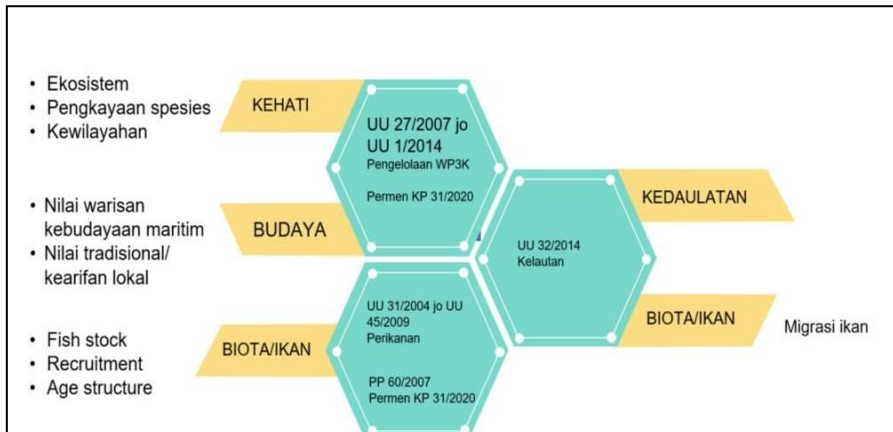 • Ekosistem
• Pengkayaan spesies
• Kewilayahan
KEHATI
UU 27/2007 jo
UU 1/2014
Pengelolaan WP3K
Permen KP 31/2020
• Nilai warisan
kebudayaan maritim
• Nilai tradisional/
kearifan lokal
BUDAYA
KEDAULATAN
UU 32/2014
Kelautan
• Fish stock
• Recruitment
• Age structure
BIOTA/IKAN
UU 31/2004 jo UU
45/2009
Perikanan
PP 60/2007
Permen KP 31/2020
BIOTA/IKAN
Migrasi ikan